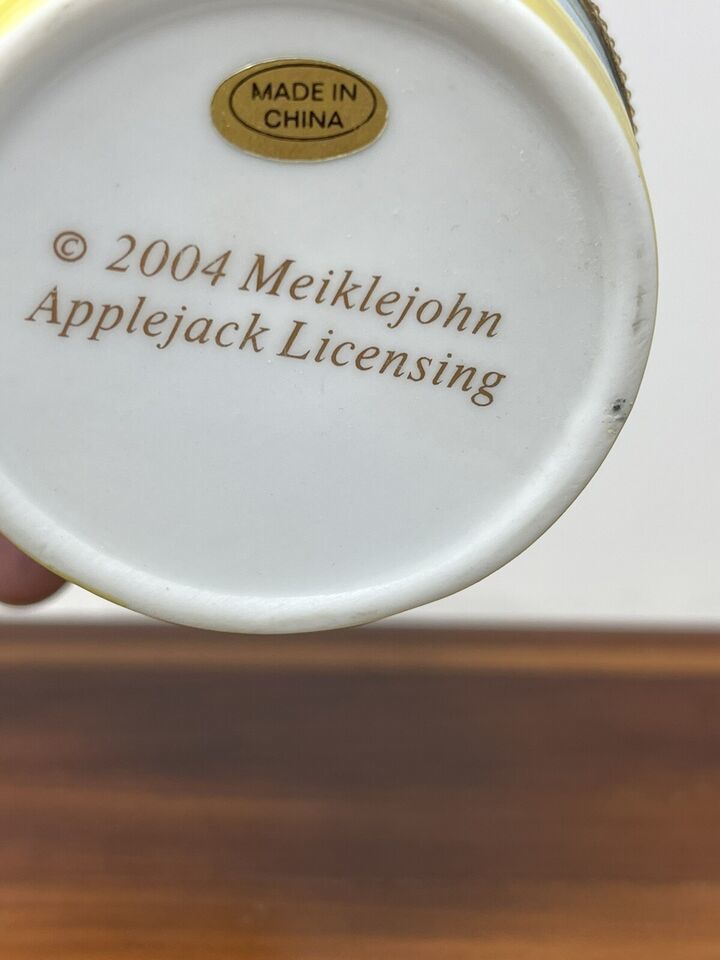 MADE IN
CHINA
© 2004 Meiklejohn
Applejack Licensing